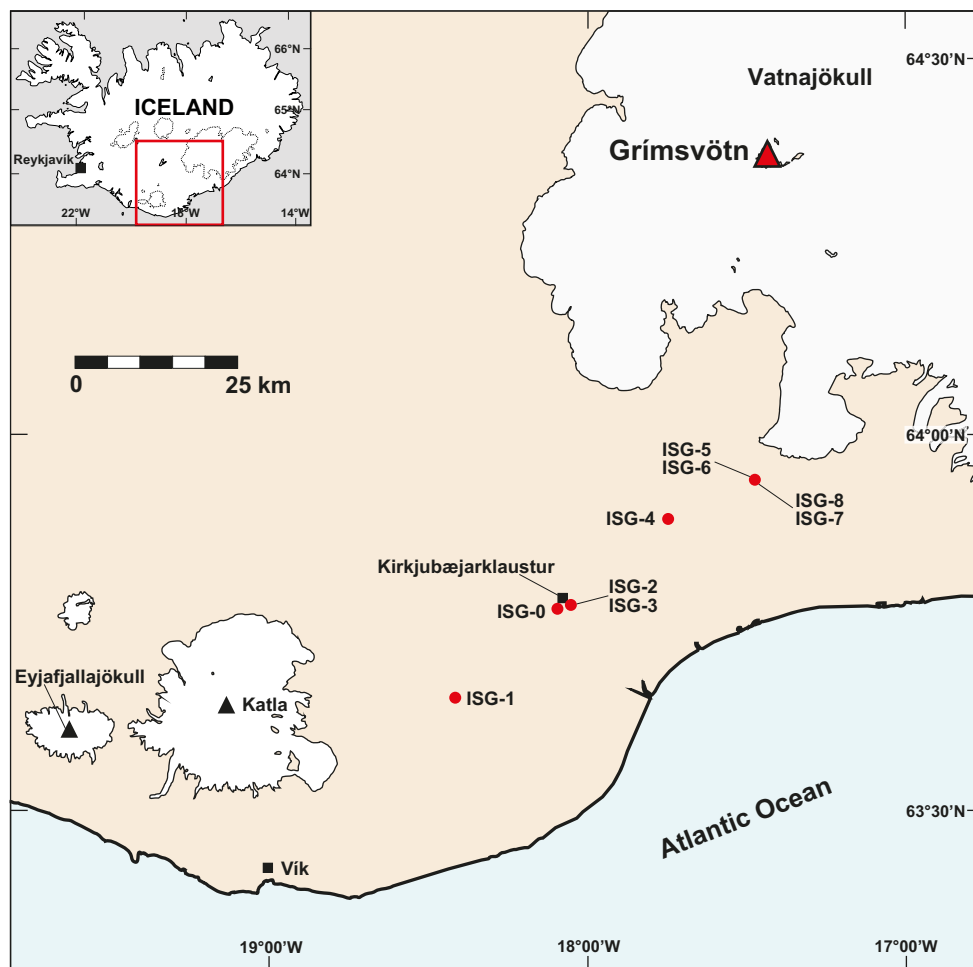 66°N
65°N
64°N
ICELAND
Reykjavík
22°W
18°W
14°W
64°30’N
Vatnajökull
Grímsvötn
0
25 km
64°00’N
ISG-5
ISG-6
ISG-8
ISG-7
ISG-4
Kirkjubæjarklaustur
ISG-2
ISG-3
ISG-0
Eyjafjallajökull
Katla
ISG-1
Atlantic Ocean
63°30’N
Vík
19°00’W
18°00’W
17°00’W